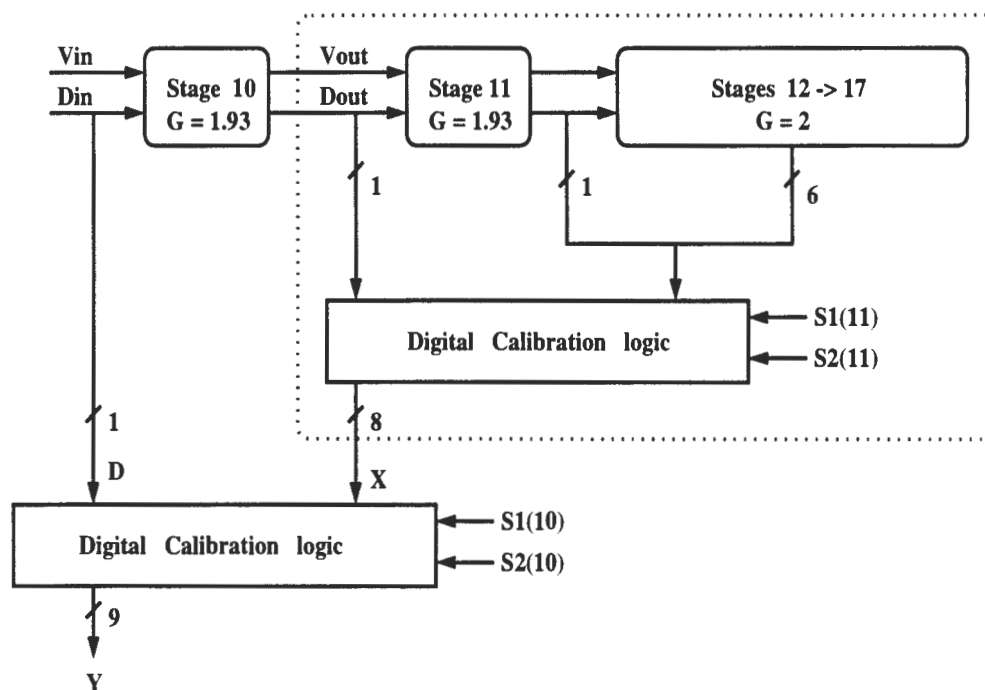 Vin
Din
Stage 10
G = 1.93
Vout
Dout
Stage 11
G = 1.93
Stages 12 -> 17
G = 2
1
1
6
Digital Calibration logic
S1(11)
S2(11)
1
8
D
X
Digital Calibration logic
S1(10)
S2(10)
9
Y